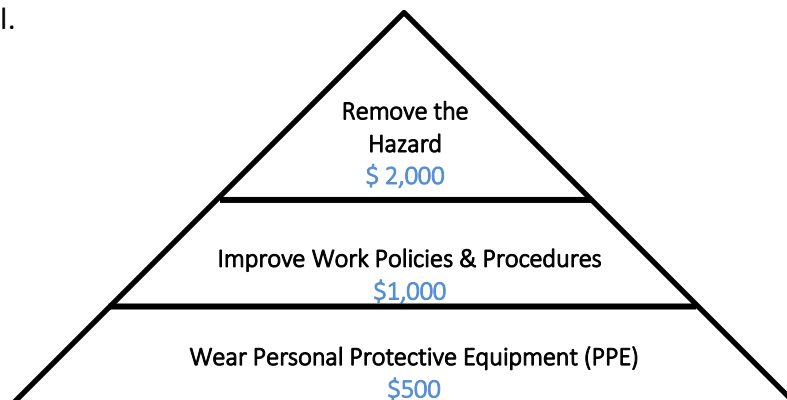 l.
Remove the
Hazard
$ 2,000
Improve Work Policies & Procedures
$1,000
Wear Personal Protective Equipment (PPE)
$500